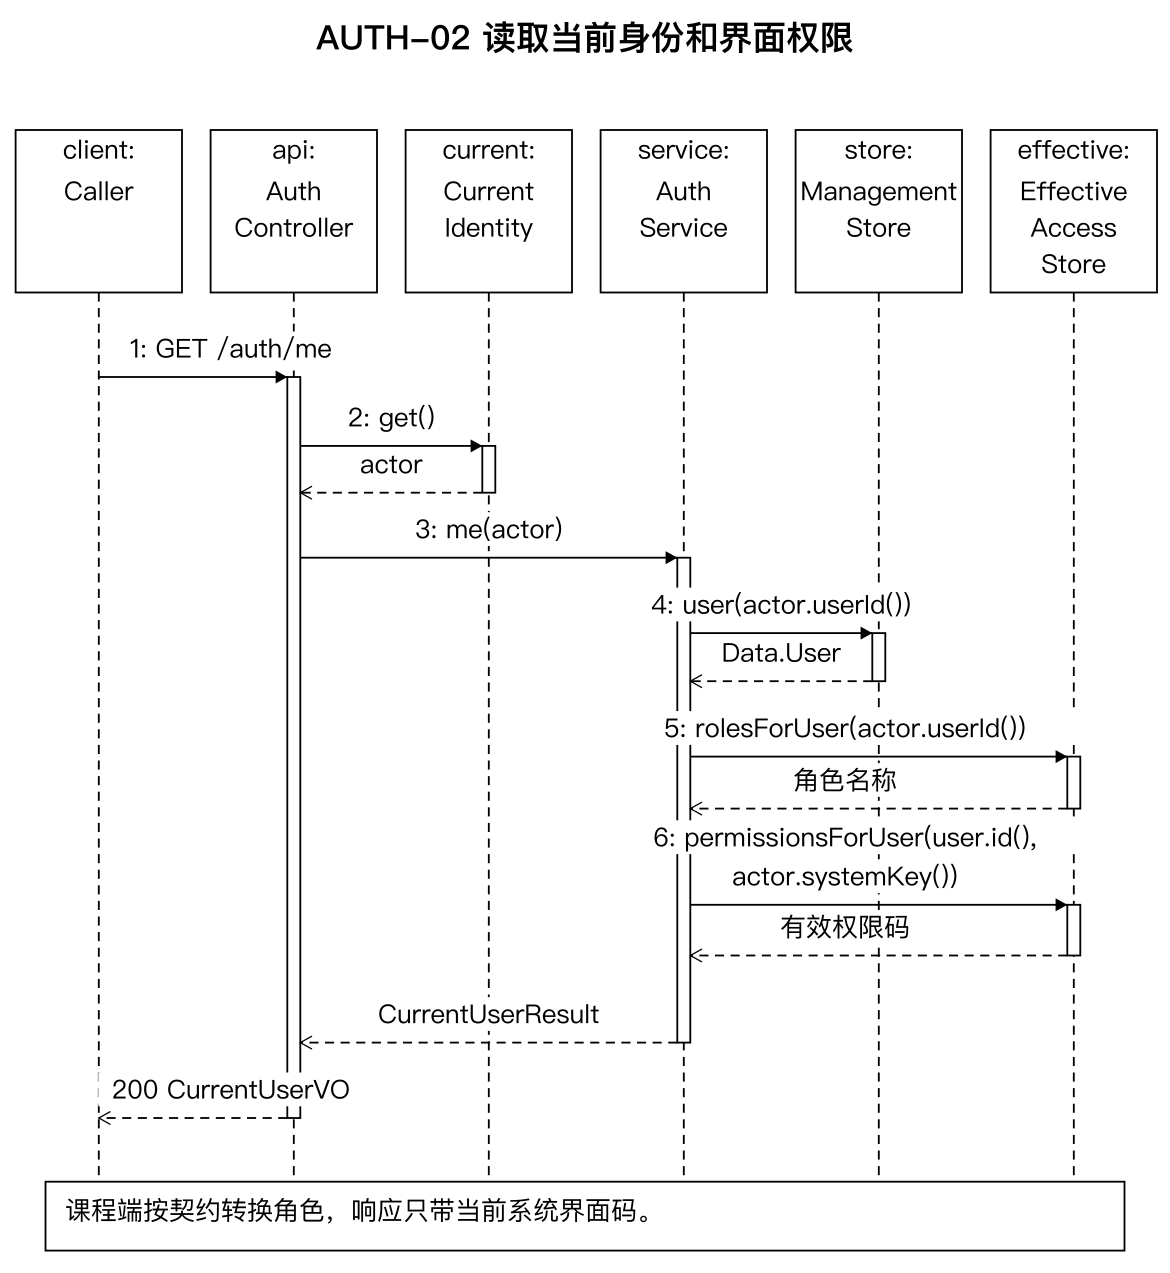 AUTH-02 读取当前身份和界面权限
client:
Caller
api:
Auth
Controller
current:
Current
Identity
service:
Auth
Service
store:
Management
Store
effective:
Effective
Access
Store
1: GET /auth/me
2: get()
actor
3: me(actor)
4: user(actor.userId())
Data.User
5: rolesForUser(actor.userId())
角色名称
6: permissionsForUser(user.id(),
actor.systemKey())
有效权限码
CurrentUserResult
200 CurrentUserVO
课程端按契约转换角色，响应只带当前系统界面码。